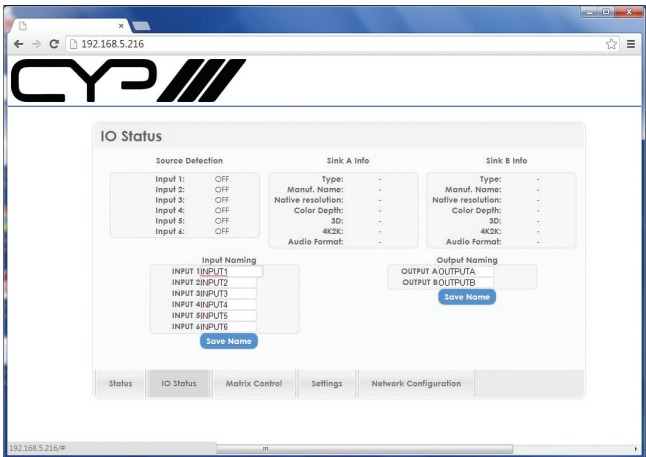 192.168.5.216
CYP
IO Status
Source Detection
Input 1: OFF
Input 2: OFF
Input 3: OFF
Input 4: OFF
Input 5: OFF
Input 6: OFF
Sink A Info
Type: -
Manuf. Name: -
Native resolution: -
Color Depth: -
3D: -
4K2K: -
Audio Format: -
Sink B Info
Type: -
Manuf. Name: -
Native resolution: -
Color Depth: -
3D: -
4K2K: -
Audio Format: -
Input Naming
INPUT 1 INPUT1
INPUT 2 INPUT2
INPUT 3 INPUT3
INPUT 4 INPUT4
INPUT 5 INPUT5
INPUT 6 INPUT6
Save Name
Output Naming
OUTPUT A OUTPUTA
OUTPUT B OUTPUTB
Save Name
Status IO Status Matrix Control Settings Network Configuration
192.168.5.216/#